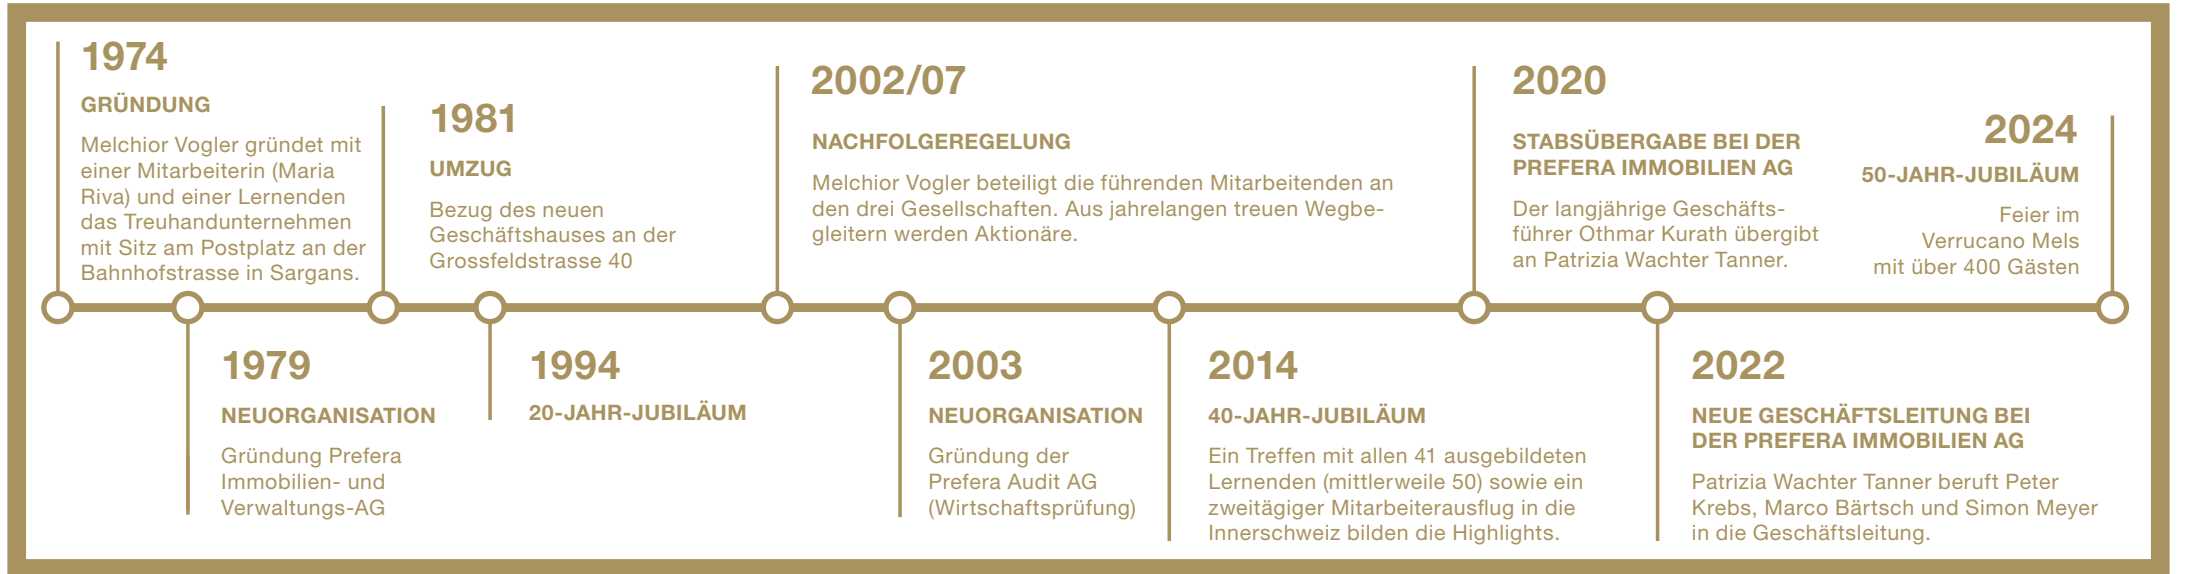 1974
GRÜNDUNG
Melchior Vogler gründet mit
einer Mitarbeiterin (Maria
Riva) und einer Lernenden
das Treuhandunternehmen
mit Sitz am Postplatz an der
Bahnhofstrasse in Sargans.
1979
NEUORGANISATION
Gründung Prefera
Immobilien- und
Verwaltungs-AG
1981
UMZUG
Bezug des neuen
Geschäftshauses an der
Grossfeldstrasse 40
1994
20-JAHR-JUBILÄUM
2002/07
NACHFOLGEREGELUNG
Melchior Vogler beteiligt die führenden Mitarbeitenden an
den drei Gesellschaften. Aus jahrelangen treuen Wegbe-
gleitern werden Aktionäre.
2003
NEUORGANISATION
Gründung der
Prefera Audit AG
(Wirtschaftsprüfung)
2014
40-JAHR-JUBILÄUM
Ein Treffen mit allen 41 ausgebildeten
Lernenden (mittlerweile 50) sowie ein
zweitägiger Mitarbeiterausflug in die
Innerschweiz bilden die Highlights.
2020
STABSÜBERGABE BEI DER
PREFERA IMMOBILIEN AG
Der langjährige Geschäfts-
führer Othmar Kurath übergibt
an Patrizia Wachter Tanner.
2022
NEUE GESCHÄFTSLEITUNG BEI
DER PREFERA IMMOBILIEN AG
Patrizia Wachter Tanner beruft Peter
Krebs, Marco Bärtsch und Simon Meyer
in die Geschäftsleitung.
2024
50-JAHR-JUBILÄUM
Feier im
Verrucano Mels
mit über 400 Gästen